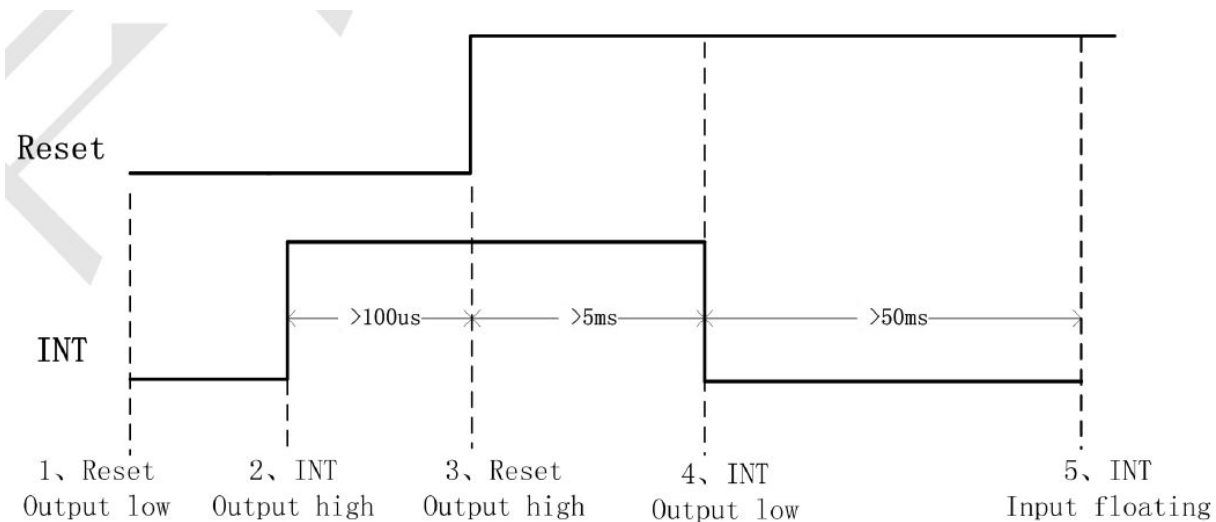 Reset
>100us
>5ms
>50ms
INT
1、Reset
Output low
2、INT
Output high
3、Reset
Output high
4、INT
Output low
5、INT
Input floating